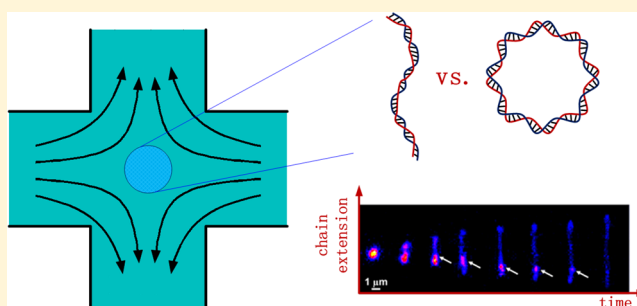 vs.
chain
extension
1 μm
time